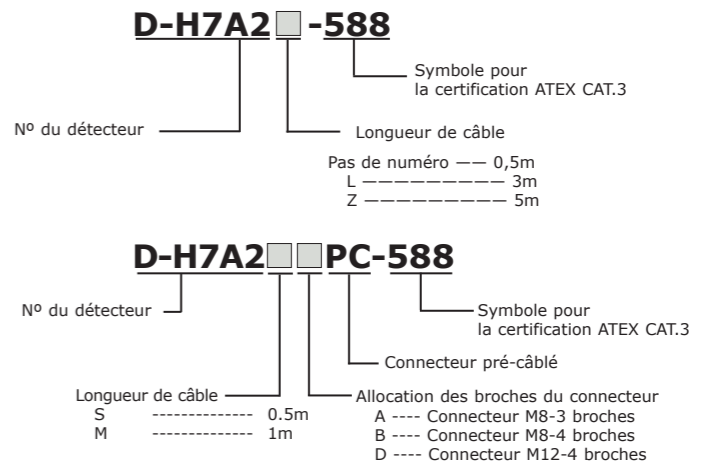 D-H7A2 -588
Symbole pour
la certification ATEX CAT.3
Nº du détecteur
Longueur de câble
Pas de numéro —— 0,5m
L ————————— 3m
Z ————————— 5m
D-H7A2 PC-588
Nº du détecteur
Symbole pour
la certification ATEX CAT.3
Connecteur pré-câblé
Longueur de câble
S -------------- 0.5m
M -------------- 1m
Allocation des broches du connecteur
A ---- Connecteur M8-3 broches
B ---- Connecteur M8-4 broches
D ---- Connecteur M12-4 broches